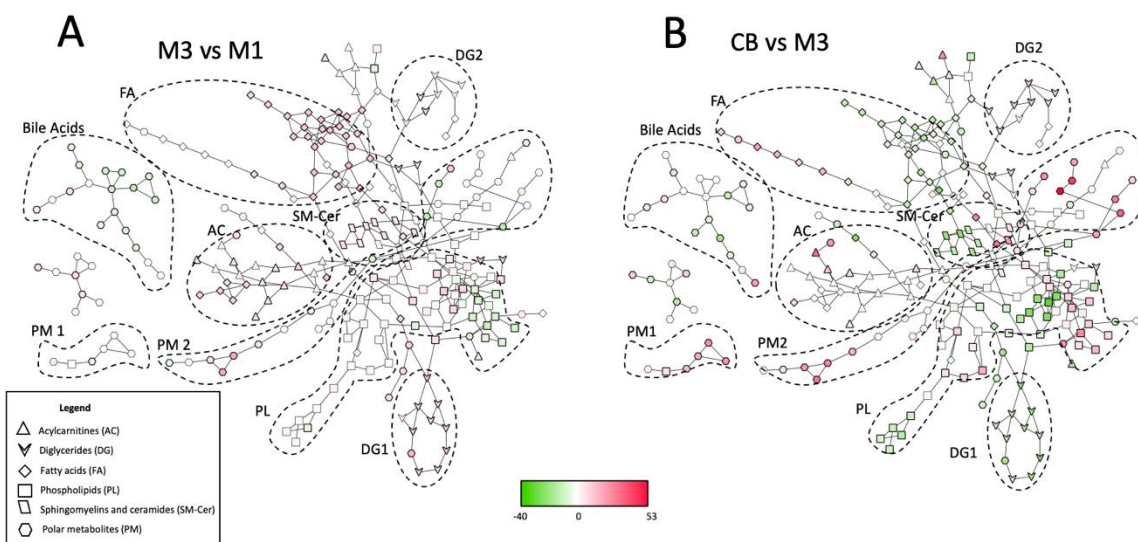 A
M3 vs M1
DG2
FA
Bile Acids
SM-Cer
AC
PM 1
PM 2
PL
DG1
Legend
Acylcarnitines (AC)
Diglycerides (DG)
Fatty acids (FA)
Phospholipids (PL)
Sphingomyelins and ceramides (SM-Cer)
Polar metabolites (PM)
-40
0
53
B
CB vs M3
DG2
FA
Bile Acids
SM-Cer
AC
PM1
PM2
PL
DG1